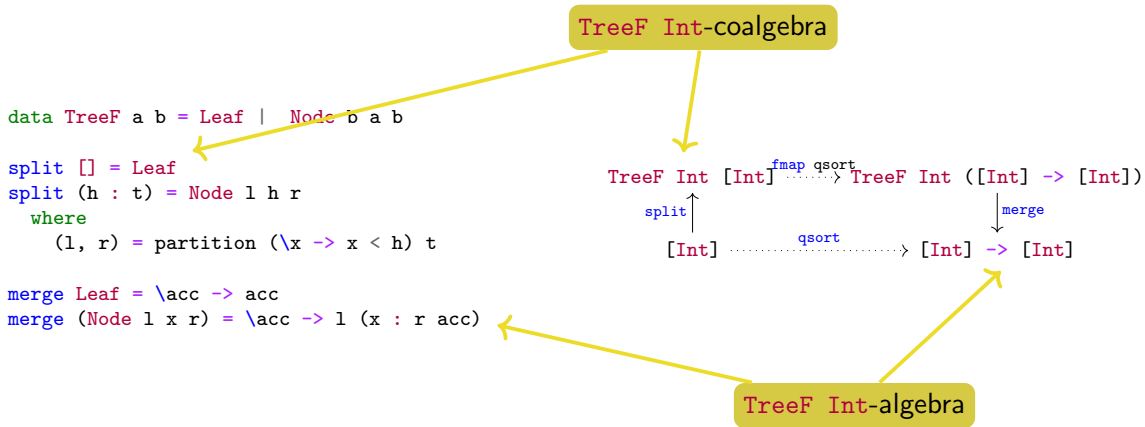 TreeF Int-coalgebra
data TreeF a b = Leaf | Node b a b
split [] = Leaf
split (h : t) = Node l h r
where
(l, r) = partition (\x -> x < h) t
merge Leaf = \acc -> acc
merge (Node l x r) = \acc -> l (x : r acc)
fmap qsort
TreeF Int [Int] TreeF Int ([Int] -> [Int])
split merge
qsort
[Int] [Int] -> [Int]
TreeF Int-algebra